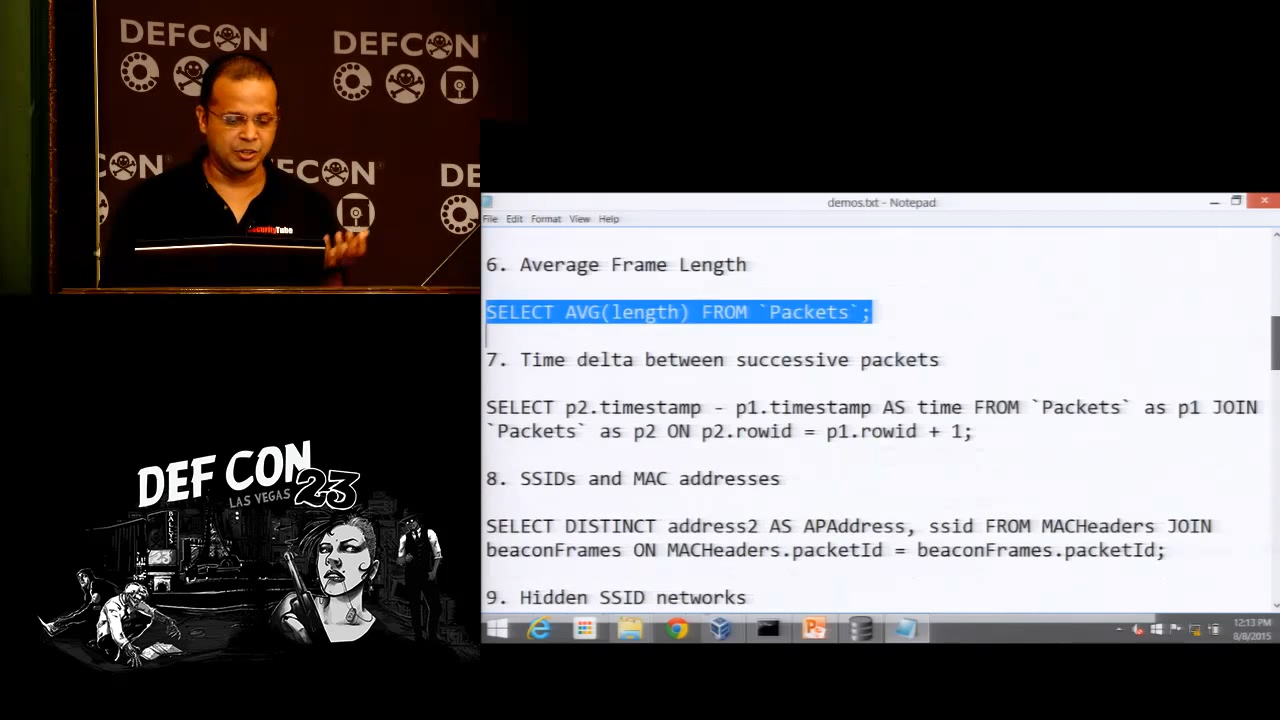 DEFCON
DEFCON
CON
FCON
DE
SecurityTube
demos.txt - Notepad
File Edit Format View Help
6. Average Frame Length
SELECT AVG(length) FROM `Packets`;
7. Time delta between successive packets
SELECT p2.timestamp - p1.timestamp AS time FROM `Packets` as p1 JOIN
`Packets` as p2 ON p2.rowid = p1.rowid + 1;
8. SSIDs and MAC addresses
SELECT DISTINCT address2 AS APAddress, ssid FROM MACHeaders JOIN
beaconFrames ON MACHeaders.packetId = beaconFrames.packetId;
9. Hidden SSID networks
12:13 PM
8/8/2015
DEF CON
LAS VEGAS 23
BALLY'S